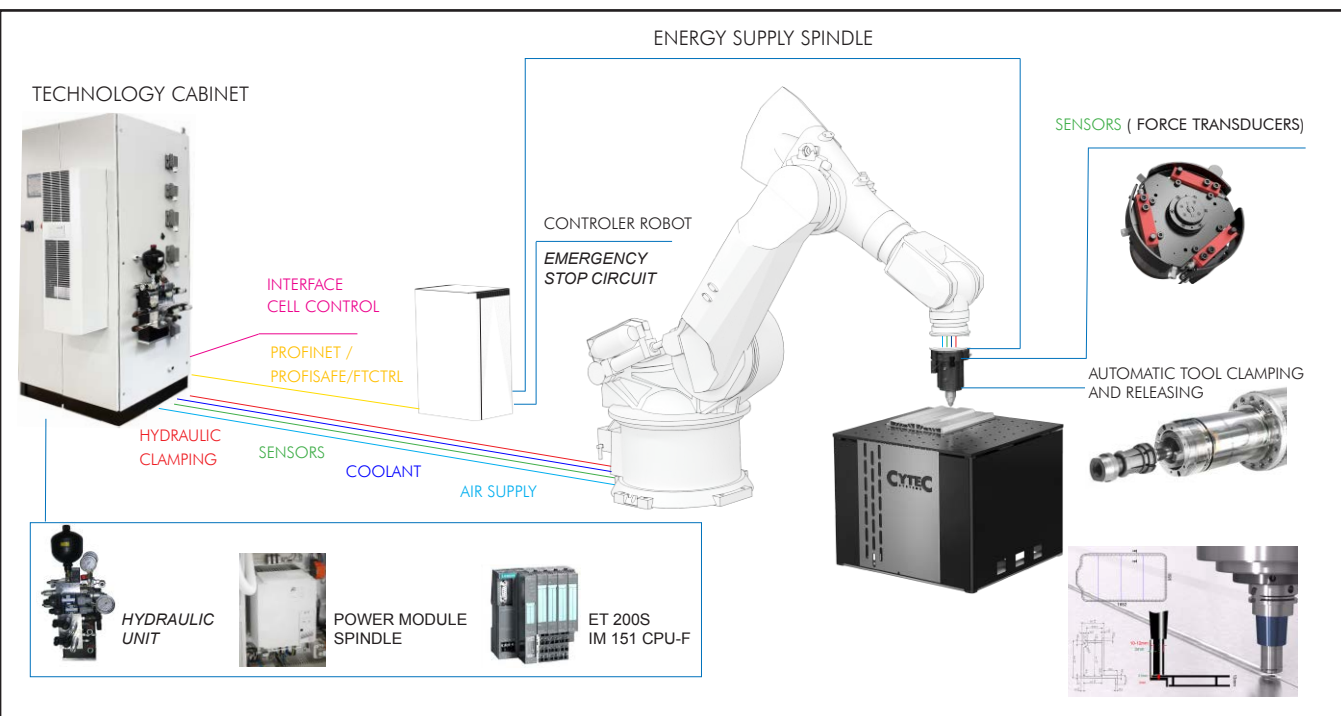 ENERGY SUPPLY SPINDLE
TECHNOLOGY CABINET
SENSORS ( FORCE TRANSDUCERS)
CONTROLER ROBOT
EMERGENCY
STOP CIRCUIT
INTERFACE
CELL CONTROL
PROFINET /
PROFISAFE/FTCTRL
AUTOMATIC TOOL CLAMPING
AND RELEASING
HYDRAULIC
CLAMPING
SENSORS
COOLANT
AIR SUPPLY
CYTEC
SYSTEMS
HYDRAULIC
UNIT
POWER MODULE
SPINDLE
ET 200S
IM 151 CPU-F